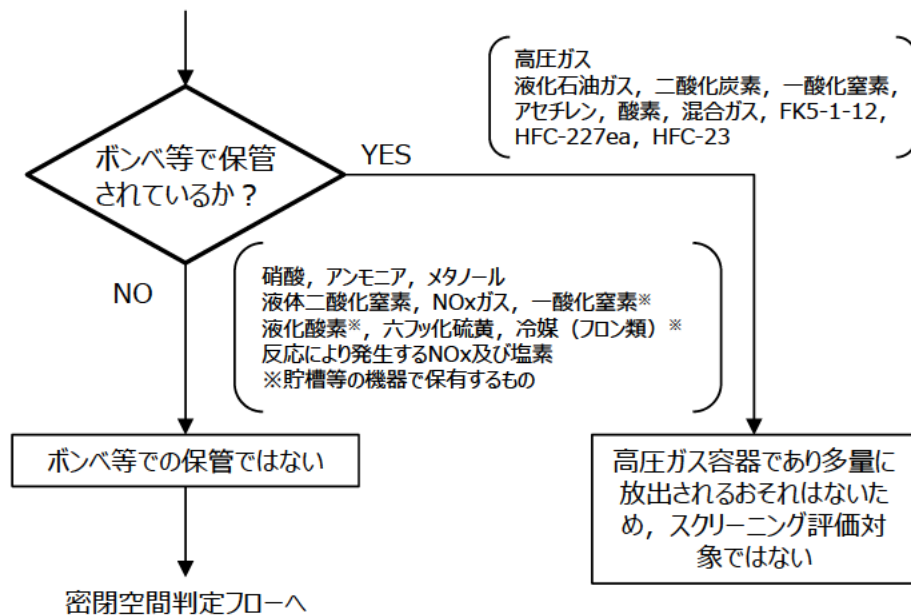 高圧ガス
液化石油ガス，二酸化炭素，一酸化窒素，
アセチレン，酸素，混合ガス，FK5-1-12，
HFC-227ea，HFC-23
ボンベ等で保管
されているか？
YES
NO
硝酸，アンモニア，メタノール
液体二酸化窒素，NOxガス，一酸化窒素※
液化酸素※，六フッ化硫黄，冷媒（フロン類）※
反応により発生するNOx及び塩素
※貯槽等の機器で保有するもの
ボンベ等での保管ではない
高圧ガス容器であり多量に
放出されるおそれはないた
め，スクリーニング評価対
象ではない
密閉空間判定フローへ